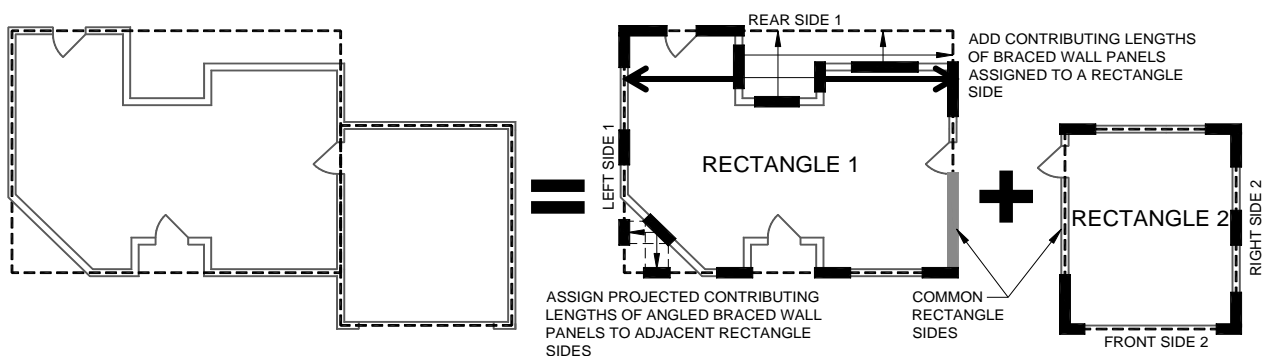 REAR SIDE 1
ADD CONTRIBUTING LENGTHS
OF BRACED WALL PANELS
ASSIGNED TO A RECTANGLE
SIDE
LEFT SIDE 1
RECTANGLE 1
RECTANGLE 2
RIGHT SIDE 2
ASSIGN PROJECTED CONTRIBUTING
LENGTHS OF ANGLED BRACED WALL
PANELS TO ADJACENT RECTANGLE
SIDES
COMMON
RECTANGLE
SIDES
FRONT SIDE 2